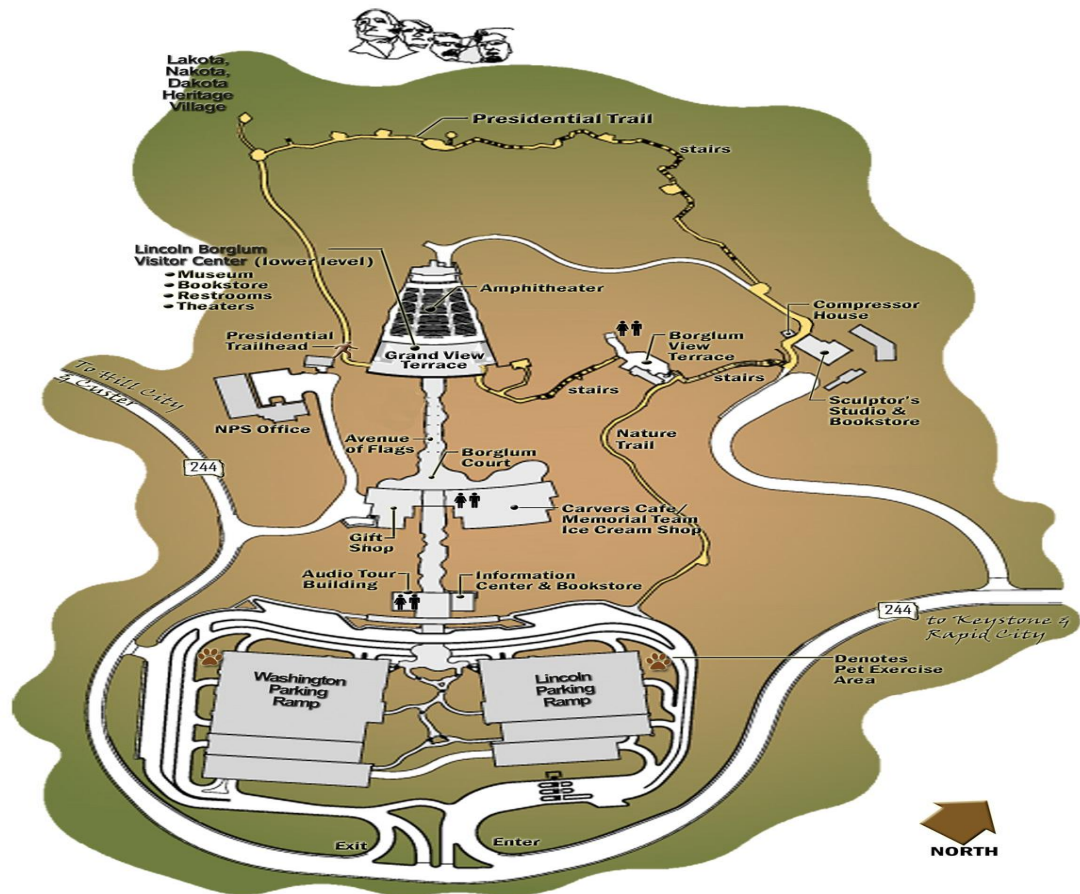 Lakota,
Nakota,
Dakota
Heritage
Village
Presidential Trail
stairs
Lincoln Borglum
Visitor Center (lower level)
Museum
Bookstore
Restrooms
Theaters
Amphitheater
Compressor
House
Presidential
Trailhead
Grand View
Terrace
Borglum
View
Terrace
stairs
stairs
Sculptor's
Studio &
Bookstore
To Hill City
& Custer
NPS Office
244
Avenue
of Flags
Borglum
Court
Nature
Trail
Carvers Cafe/
Memorial Team
Ice Cream Shop
Gift
Shop
Audio Tour
Building
Information
Center & Bookstore
244
to Keystone &
Rapid City
Denotes
Pet Exercise
Area
Washington
Parking
Ramp
Lincoln
Parking
Ramp
Exit
Enter
NORTH